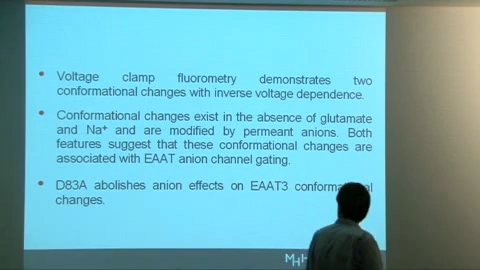 • Voltage clamp fluorometry demonstrates two
conformational changes with inverse voltage dependence.
• Conformational changes exist in the absence of glutamate
and Na⁺ and are modified by permeant anions. Both
features suggest that these conformational changes are
associated with EAAT anion channel gating.
• D83A abolishes anion effects on EAAT3 conformational
changes.
MH